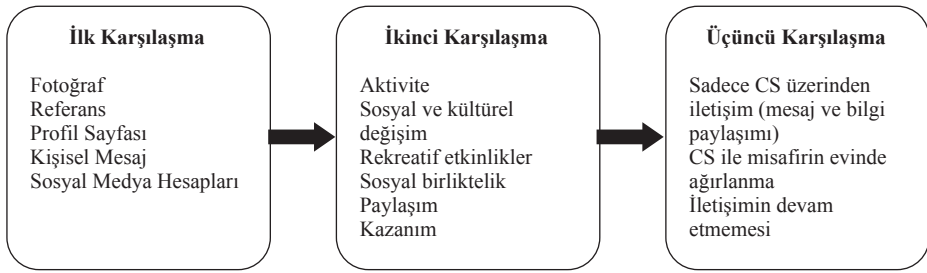 İlk Karşılaşma
Fotoğraf
Referans
Profil Sayfası
Kişisel Mesaj
Sosyal Medya Hesapları
İkinci Karşılaşma
Aktivite
Sosyal ve kültürel
değişim
Rekreatif etkinlikler
Sosyal birliktelik
Paylaşım
Kazanım
Üçüncü Karşılaşma
Sadece CS üzerinden
iletişim (mesaj ve bilgi
paylaşımı)
CS ile misafirin evinde
ağırlanma
İletişimin devam
etmemesi